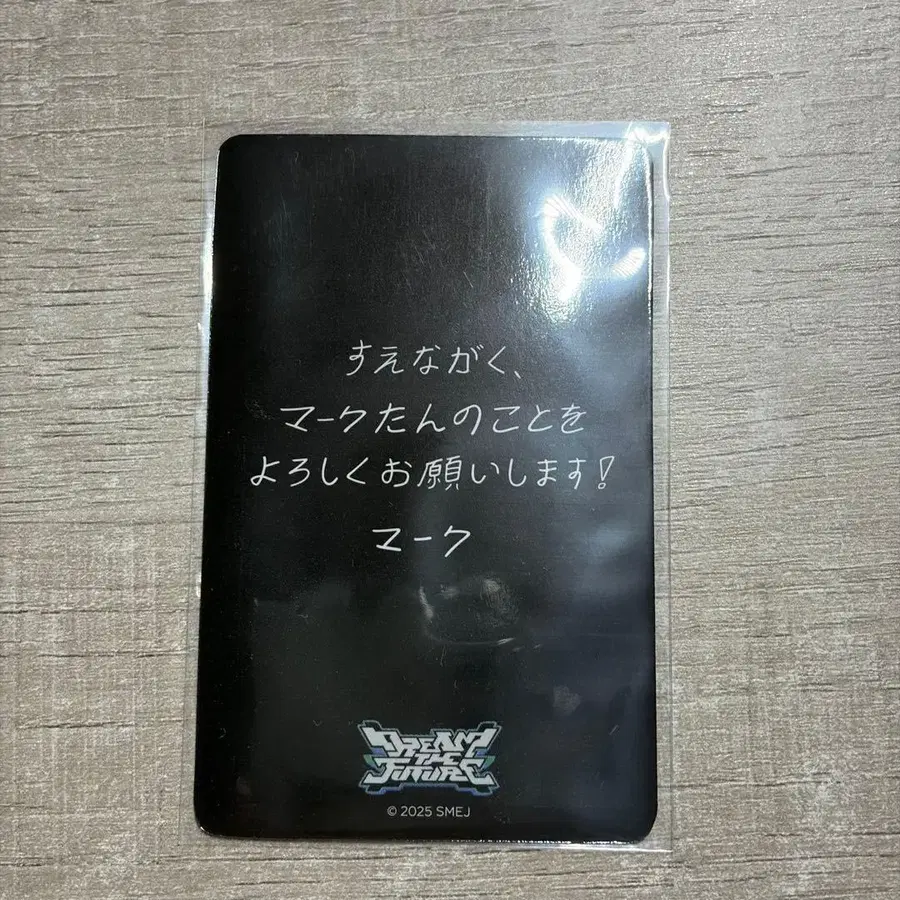 すえながく、
マークたんのことを
よろしくお願いします!
マーク
DREAM
THE
FUTURE
© 2025 SMEJ